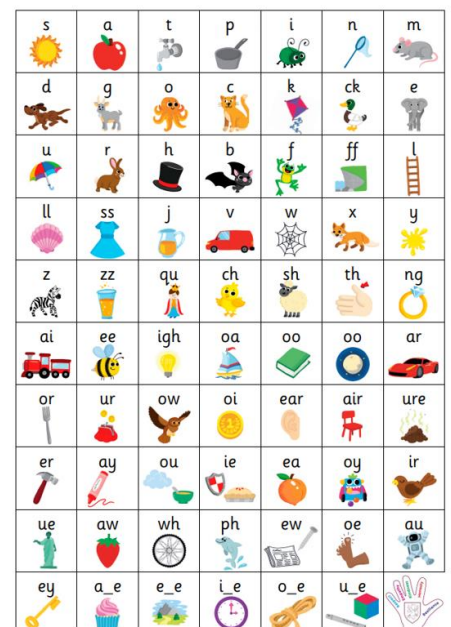 s a t p i n m
d g o c k ck e
u r h b f ff l
ll ss j v w x y
z zz qu ch sh th ng
ai ee igh oa oo oo ar
or ur ow oi ear air ure
er ay ou ie ea oy ir
ue aw wh ph ew oe au
ey a_e e_e i_e o_e u_e